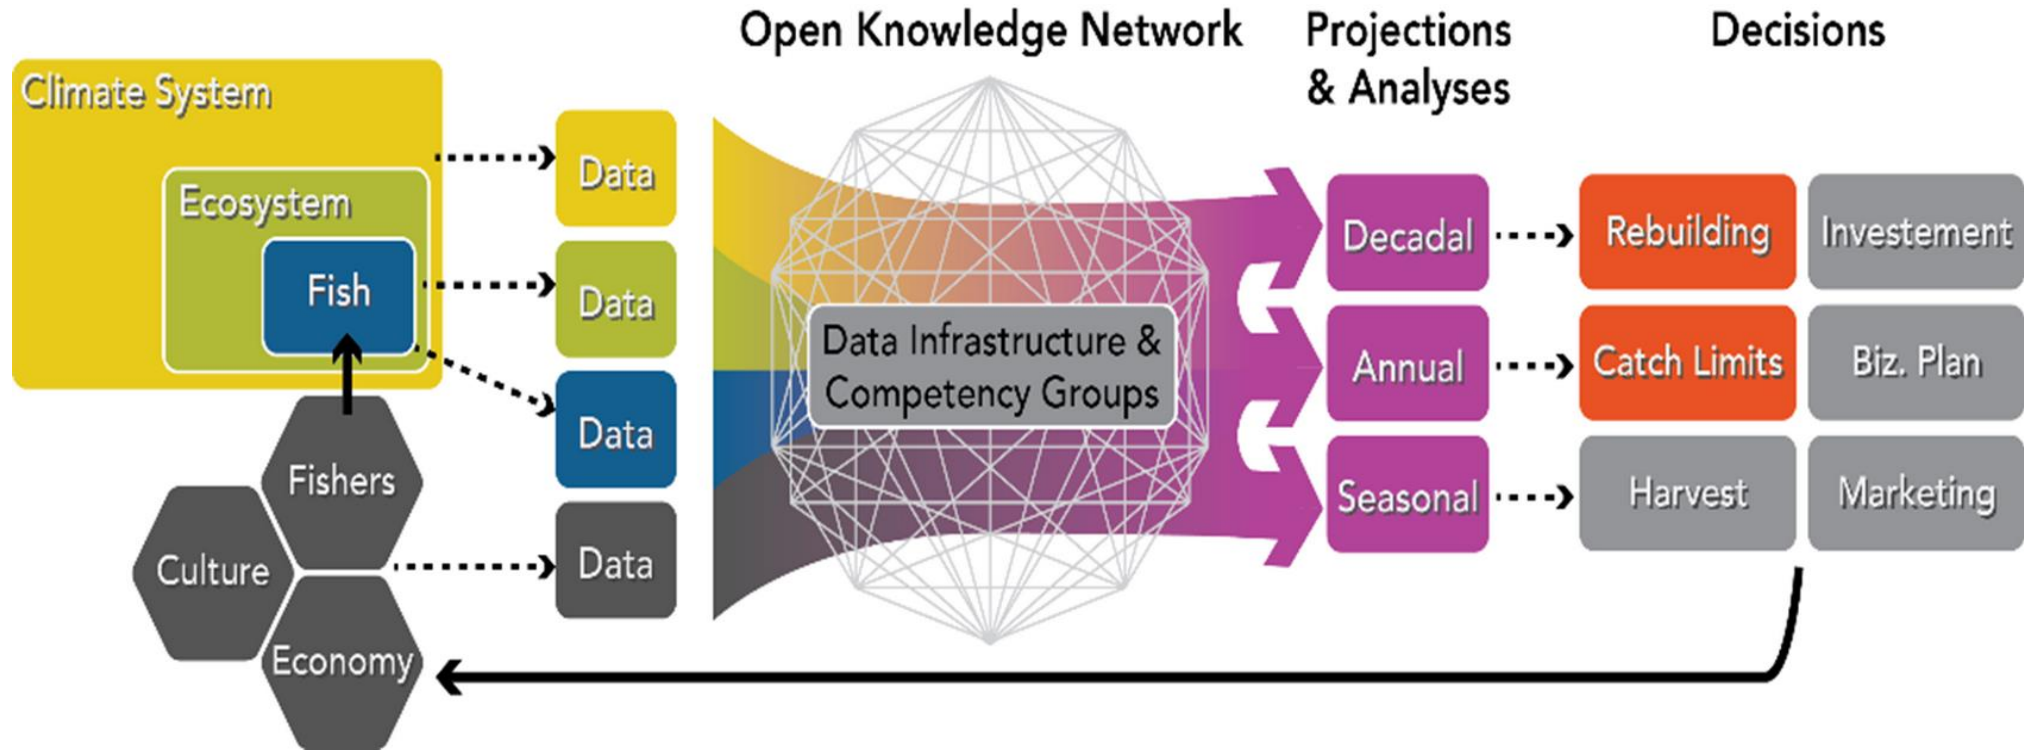 Open Knowledge Network
Projections
& Analyses
Decisions
Climate System
Ecosystem
Fish
Fishers
Culture
Economy
Data
Data
Data
Data
Data Infrastructure &
Competency Groups
Decadal
Annual
Seasonal
Rebuilding
Investement
Catch Limits
Biz. Plan
Harvest
Marketing